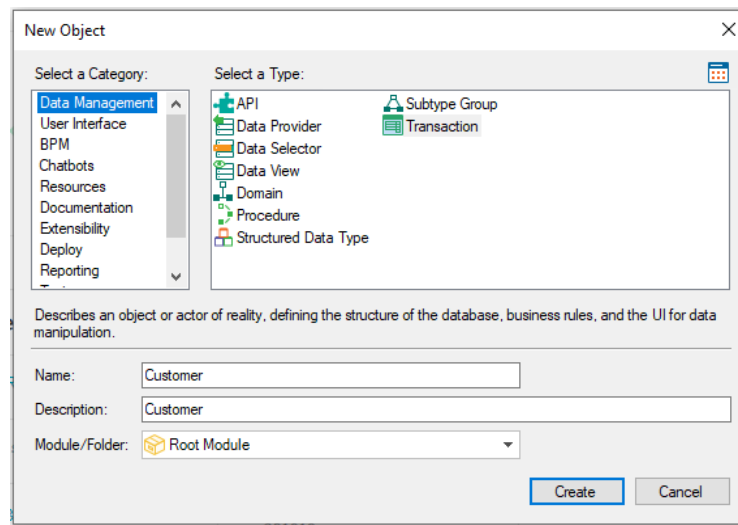 New Object
Select a Category:
Select a Type:
Data Management
User Interface
BPM
Chatbots
Resources
Documentation
Extensibility
Deploy
Reporting
API
Data Provider
Data Selector
Data View
Domain
Procedure
Structured Data Type
Subtype Group
Transaction
Describes an object or actor of reality, defining the structure of the database, business rules, and the UI for data
manipulation.
Name: Customer
Description: Customer
Module/Folder: Root Module
Create Cancel